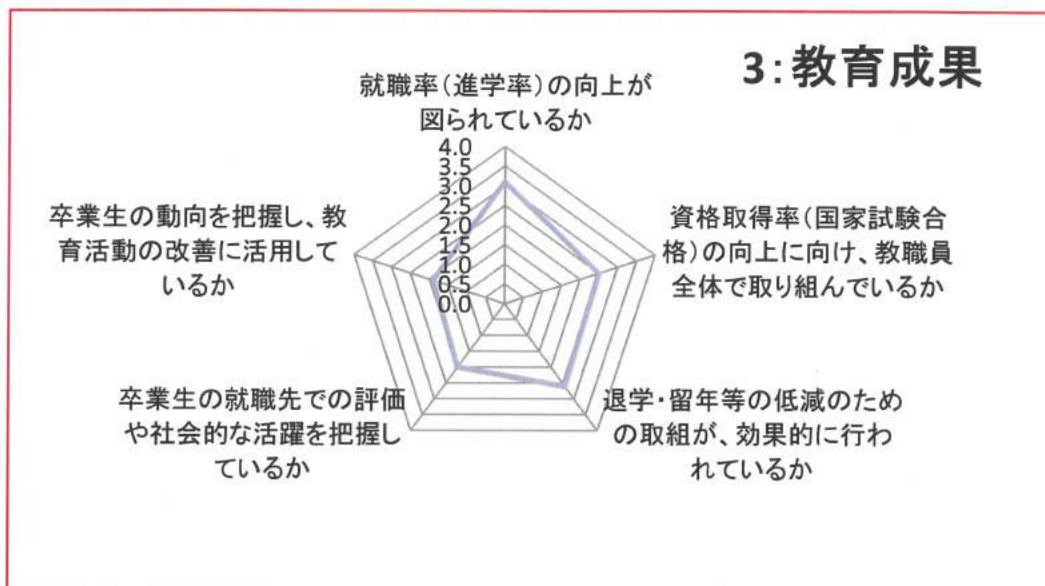 3:教育成果
就職率(進学率)の向上が
図られているか
4.0
3.5
3.0
2.5
2.0
1.5
1.0
0.5
0.0
資格取得率(国家試験合
格)の向上に向け、教職員
全体で取り組んでいるか
退学・留年等の低減のため
の取組が、効果的に行わ
れているか
卒業生の就職先での評価
や社会的な活躍を把握し
ているか
卒業生の動向を把握し、教
育活動の改善に活用して
いるか